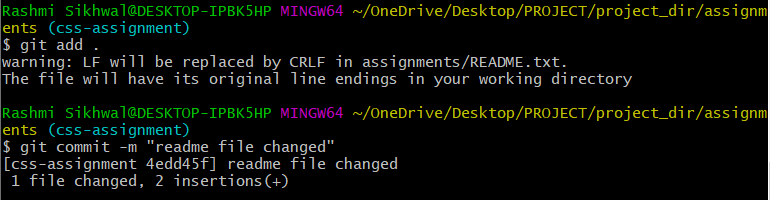 Rashmi Sikhwal@DESKTOP-IPBK5HP MINGW64 ~/OneDrive/Desktop/PROJECT/project_dir/assignm
ents (css-assignment)
$ git add .
warning: LF will be replaced by CRLF in assignments/README.txt.
The file will have its original line endings in your working directory
Rashmi Sikhwal@DESKTOP-IPBK5HP MINGW64 ~/OneDrive/Desktop/PROJECT/project_dir/assignm
ents (css-assignment)
$ git commit -m "readme file changed"
[css-assignment 4edd45f] readme file changed
 1 file changed, 2 insertions(+)